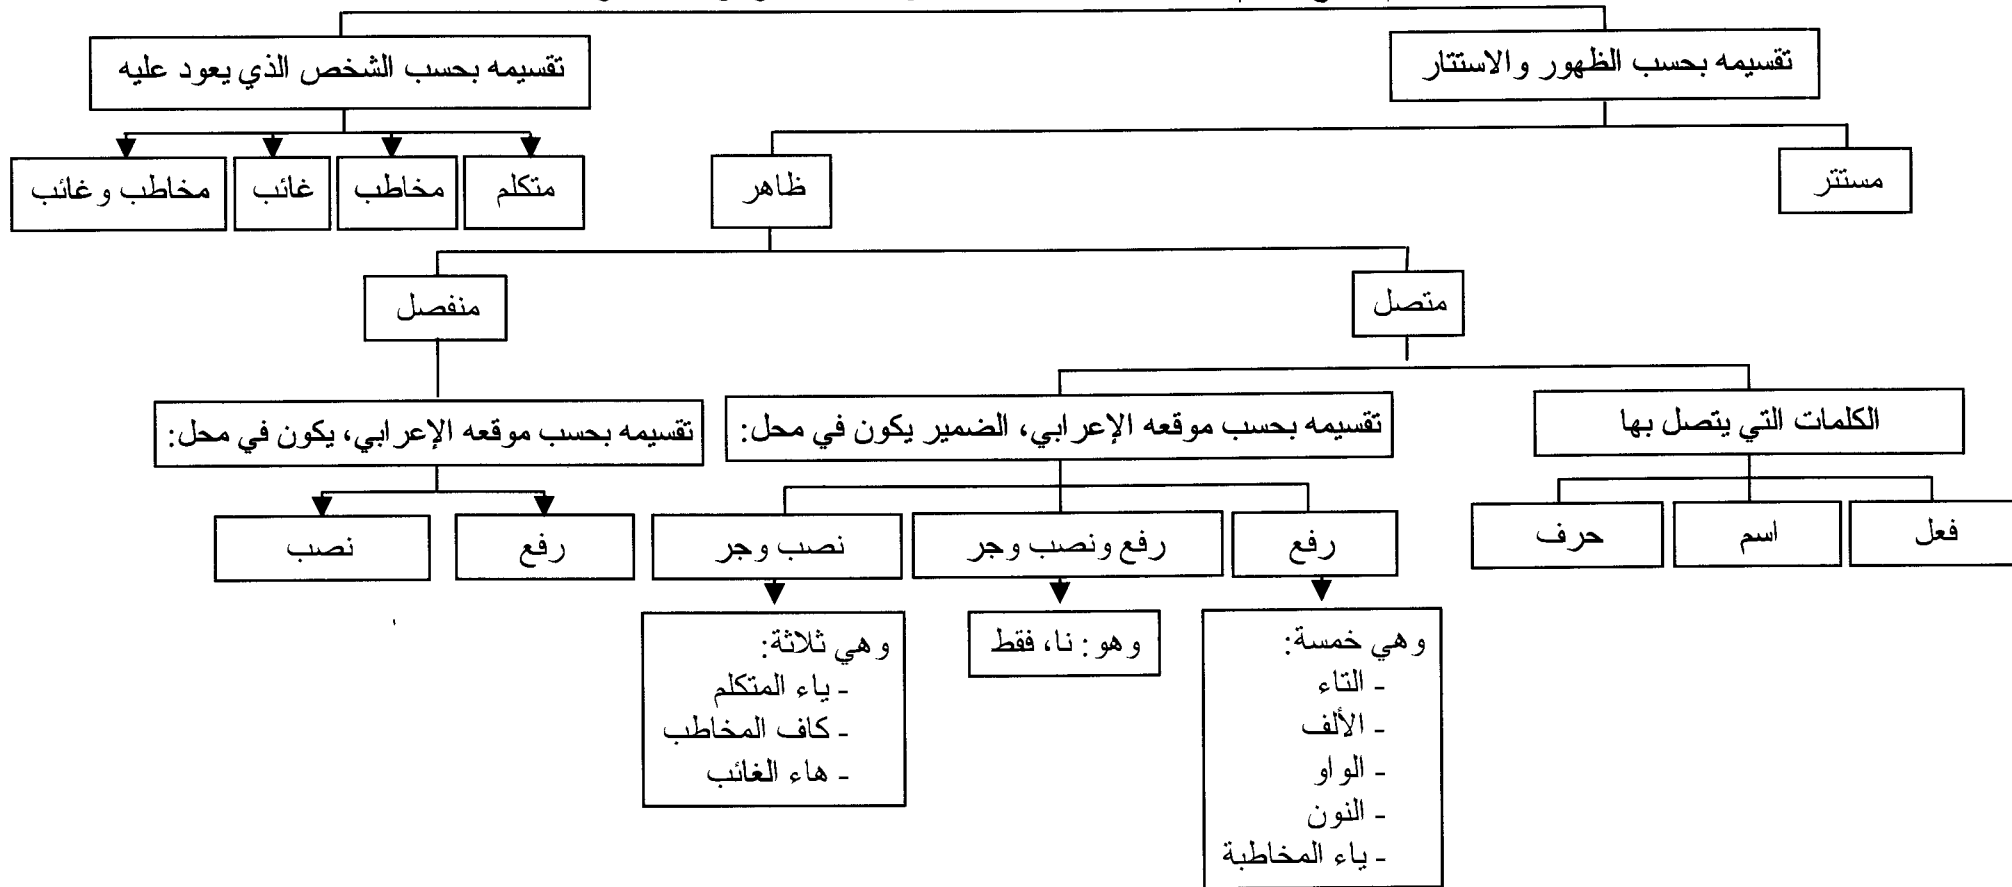 تقسيمه بحسب الظهور والاستتار
تقسيمه بحسب الشخص الذي يعود عليه
مستتر
ظاهر
متكلم
مخاطب
غائب
مخاطب وغائب
متصل
منفصل
الكلمات التي يتصل بها
تقسيمه بحسب موقعه الإعرابي، الضمير يكون في محل:
تقسيمه بحسب موقعه الإعرابي، يكون في محل:
فعل
اسم
حرف
رفع
رفع ونصب وجر
نصب وجر
رفع
نصب
وهي خمسة:
- التاء
- الألف
- الواو
- النون
- ياء المخاطبة
وهو: نا، فقط
وهي ثلاثة:
- ياء المتكلم
- كاف المخاطب
- هاء الغائب